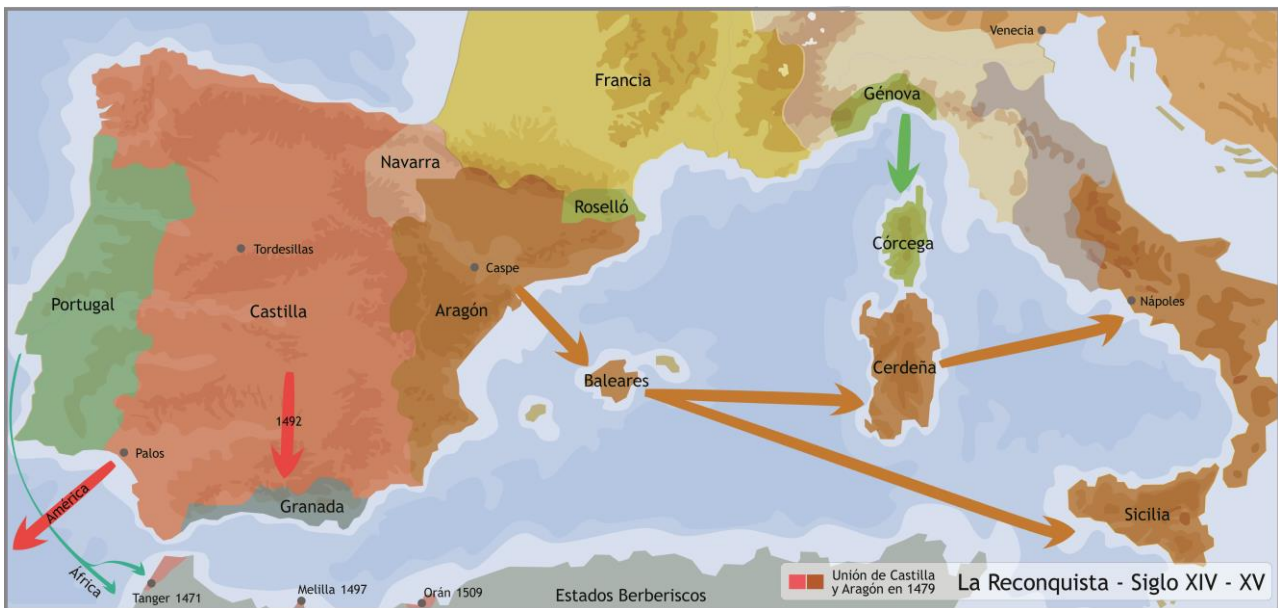 Venecia
Francia
Génova
Navarra
Roselló
Córcega
Tordesillas
Caspe
Portugal
Castilla
Aragón
Nápoles
Cerdeña
Baleares
1492
Palos
América
Granada
Sicilia
África
Tanger 1471
Melilla 1497
Orán 1509
Estados Berberiscos
Unión de Castilla
y Aragón en 1479
La Reconquista - Siglo XIV - XV